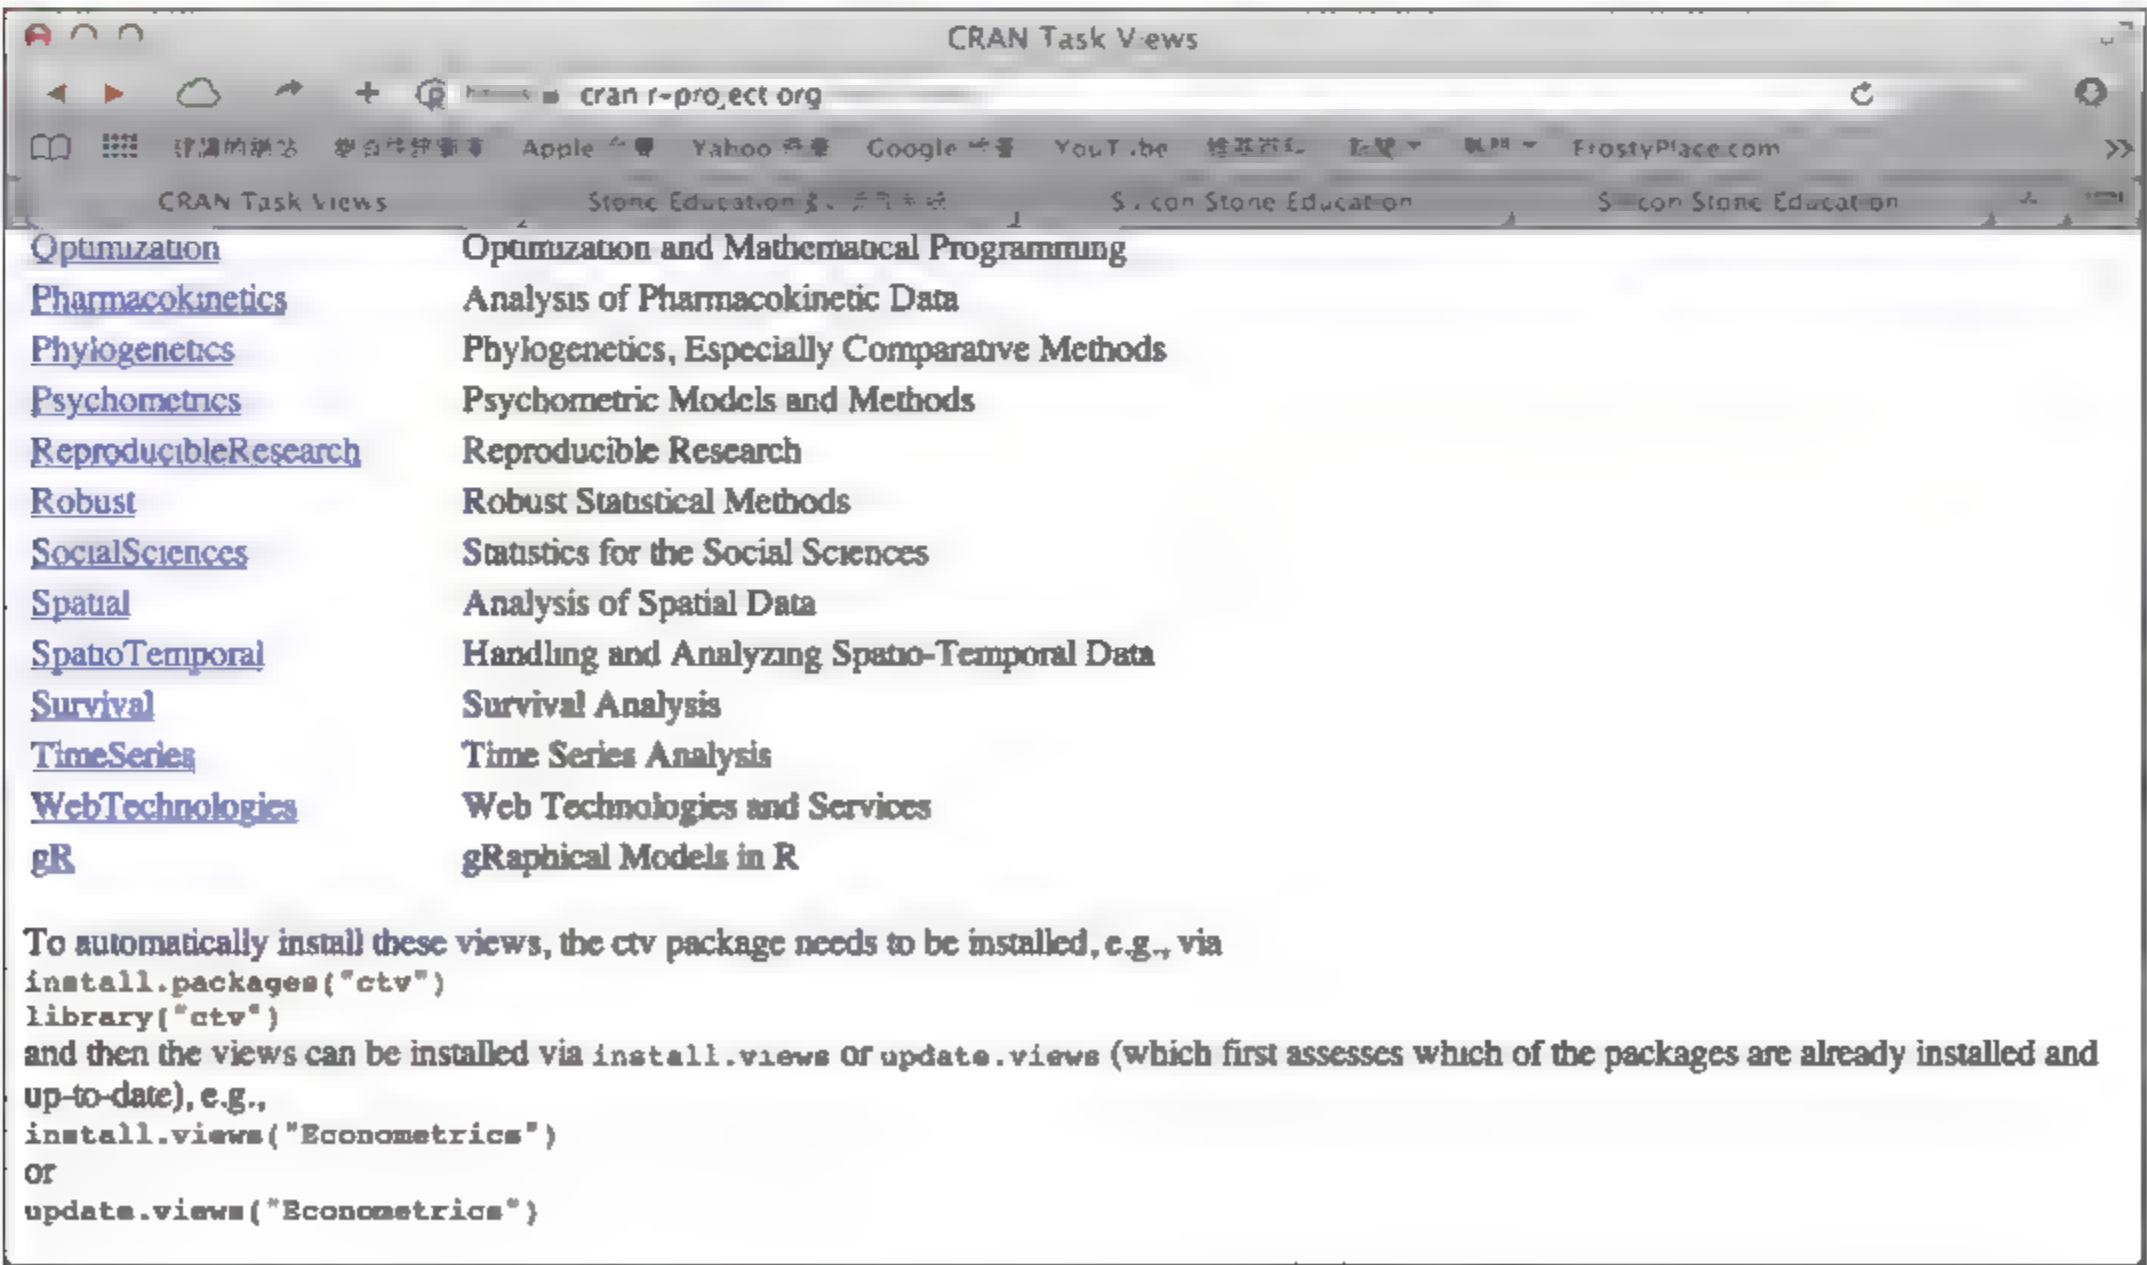 CRAN Task Views
cran.r-project.org
Apple Yahoo Google YouTube FrostyPlace.com
CRAN Task Views Stone Education Silicon Stone Education Silicon Stone Education
Optimization Optimization and Mathematical Programming
Pharmacokinetics Analysis of Pharmacokinetic Data
Phylogenetics Phylogenetics, Especially Comparative Methods
Psychometrics Psychometric Models and Methods
ReproducibleResearch Reproducible Research
Robust Robust Statistical Methods
SocialSciences Statistics for the Social Sciences
Spatial Analysis of Spatial Data
SpatioTemporal Handling and Analyzing Spatio-Temporal Data
Survival Survival Analysis
TimeSeries Time Series Analysis
WebTechnologies Web Technologies and Services
gR gRaphical Models in R
To automatically install these views, the ctv package needs to be installed, e.g., via
install.packages("ctv")
library("ctv")
and then the views can be installed via install.views or update.views (which first assesses which of the packages are already installed and
up-to-date), e.g.,
install.views("Econometrics")
or
update.views("Econometrics")